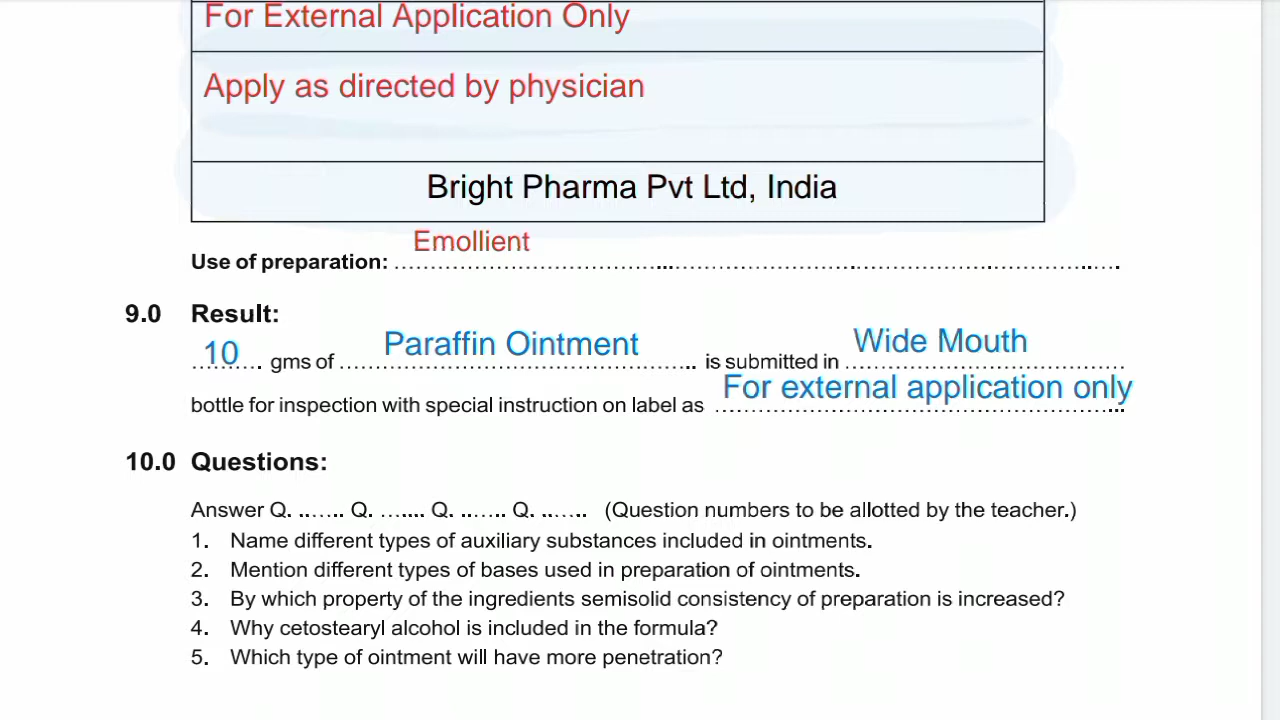 For External Application Only
Apply as directed by physician
Bright Pharma Pvt Ltd, India
Use of preparation: Emollient
9.0 Result:
10 gms of Paraffin Ointment is submitted in Wide Mouth
bottle for inspection with special instruction on label as For external application only
10.0 Questions:
Answer Q. ....... Q. ....... Q. ....... Q. ....... (Question numbers to be allotted by the teacher.)
1. Name different types of auxiliary substances included in ointments.
2. Mention different types of bases used in preparation of ointments.
3. By which property of the ingredients semisolid consistency of preparation is increased?
4. Why cetostearyl alcohol is included in the formula?
5. Which type of ointment will have more penetration?